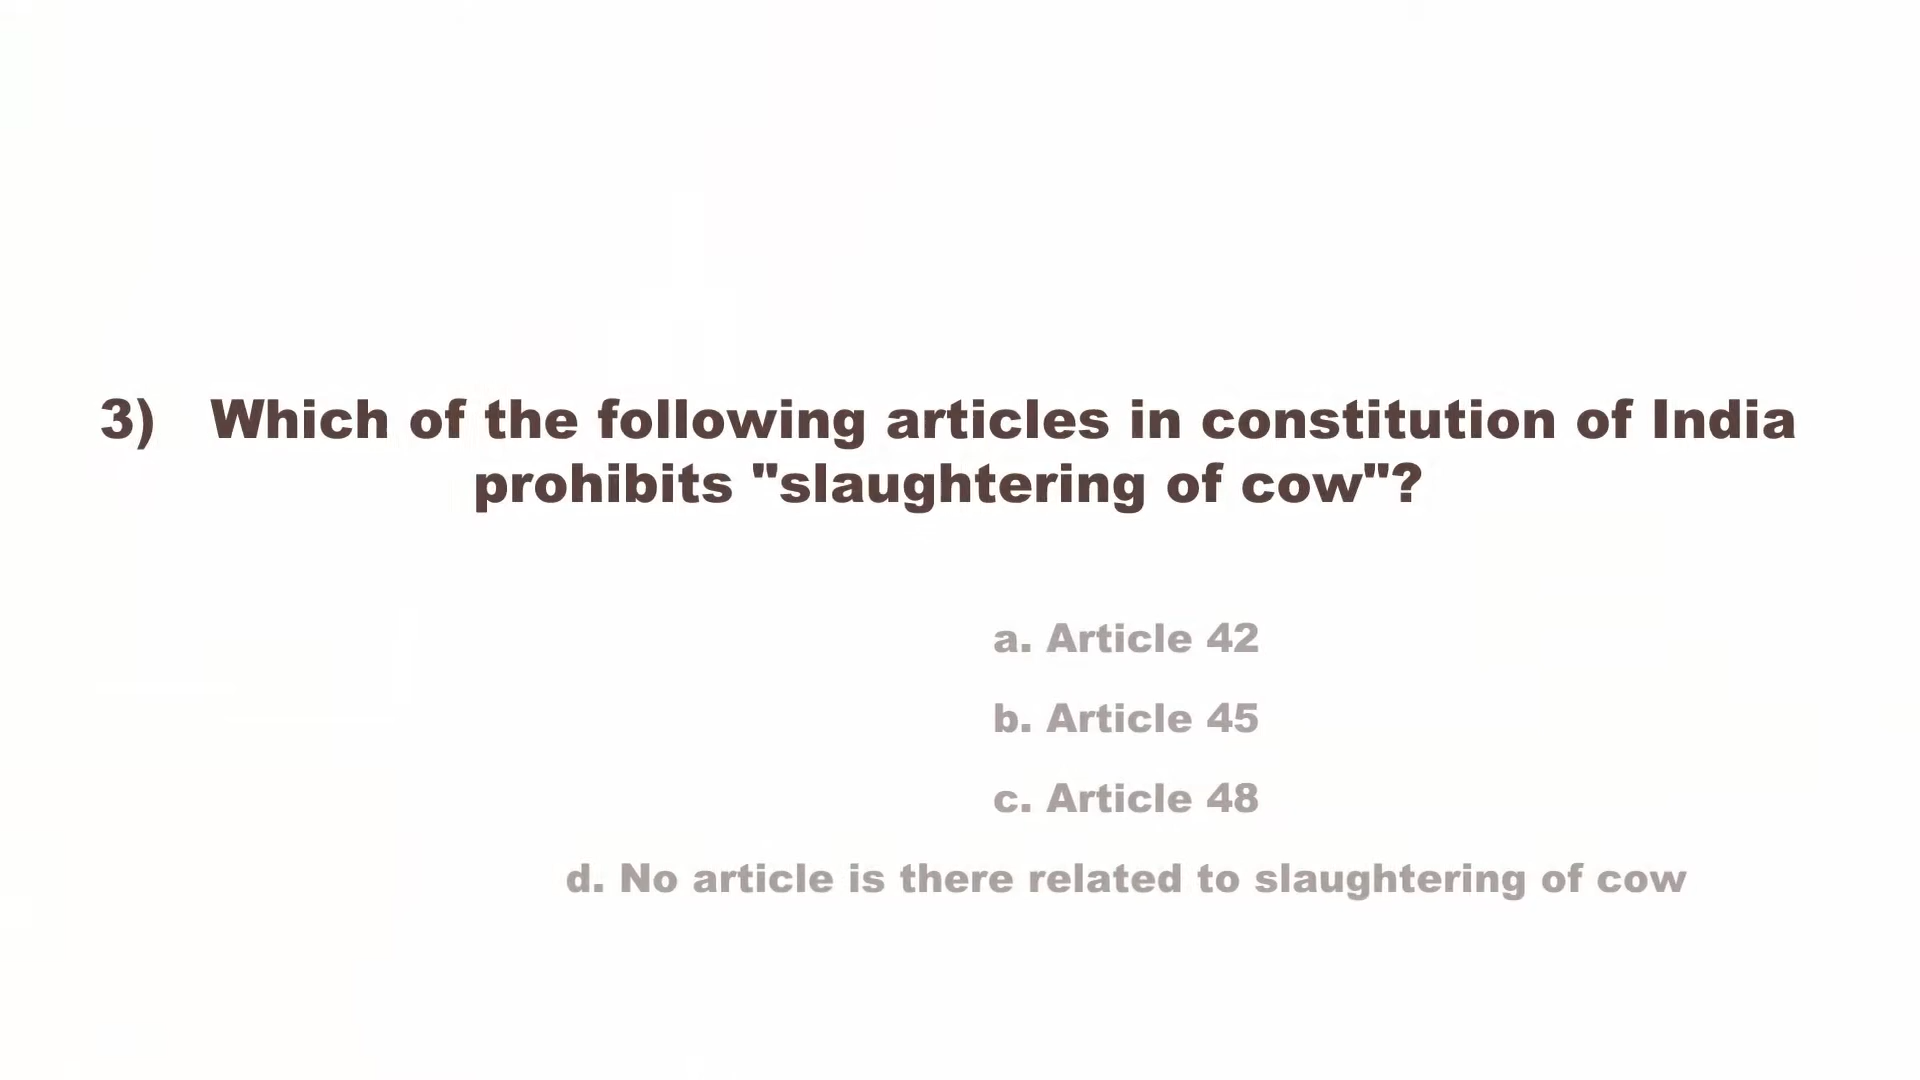 3) Which of the following articles in constitution of India
prohibits "slaughtering of cow"?
a. Article 42
b. Article 45
c. Article 48
d. No article is there related to slaughtering of cow